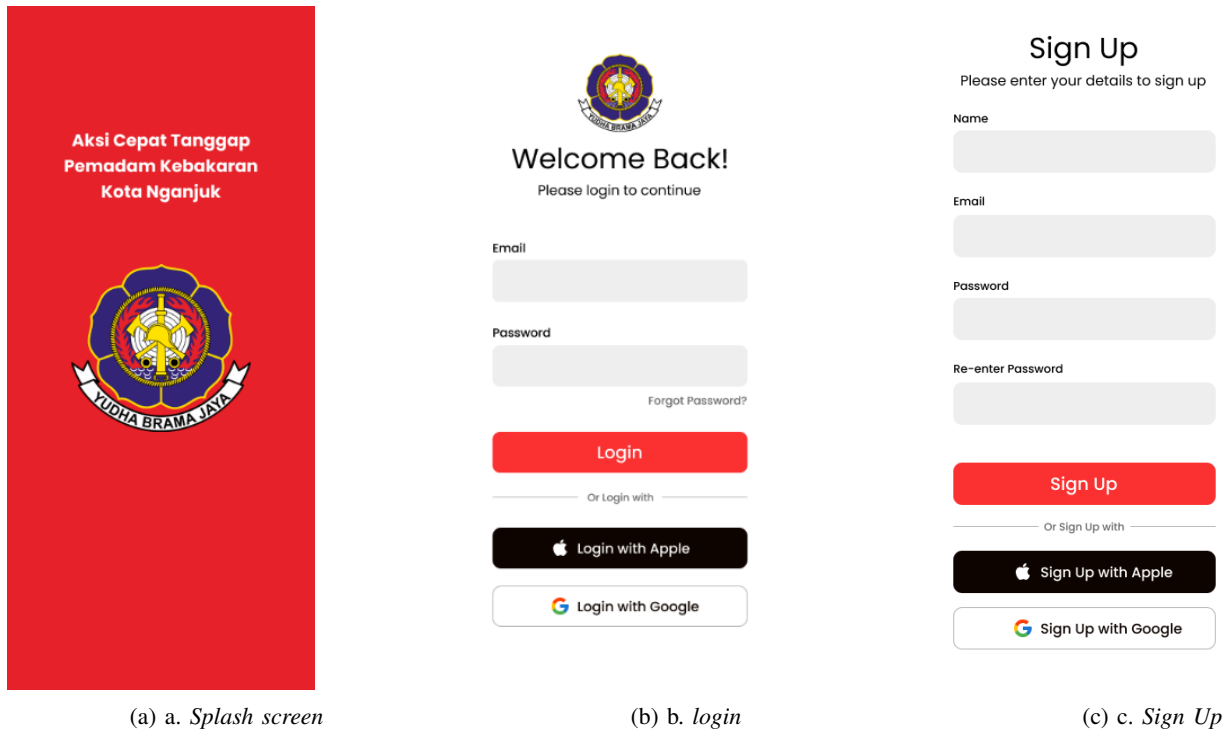 Aksi Cepat Tanggap
Pemadam Kebakaran
Kota Nganjuk
YUDHA BRAMA JAYA
(a) a. Splash screen
YUDHA BRAMA JAYA
Welcome Back!
Please login to continue
Email
Password
Forgot Password?
Login
Or Login with
Login with Apple
Login with Google
(b) b. login
Sign Up
Please enter your details to sign up
Name
Email
Password
Re-enter Password
Sign Up
Or Sign Up with
Sign Up with Apple
Sign Up with Google
(c) c. Sign Up